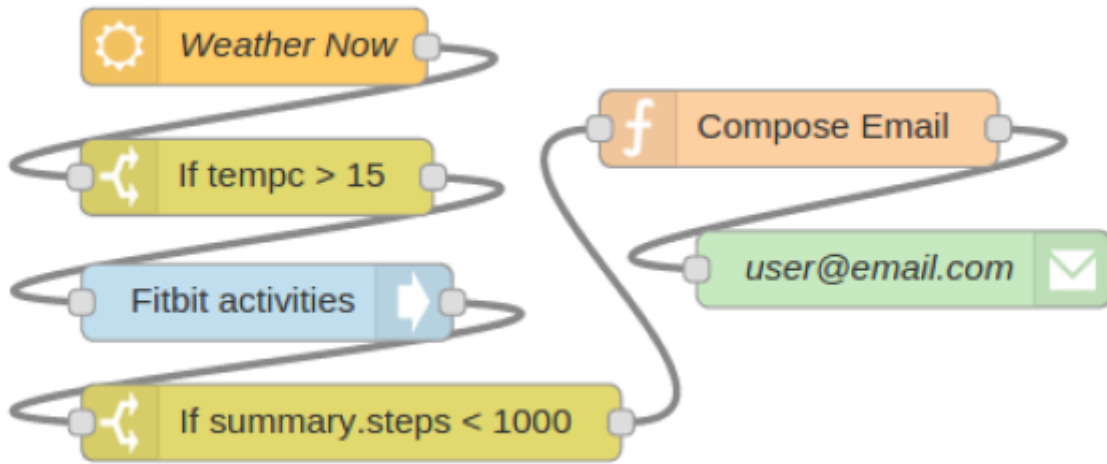 Weather Now
If tempc > 15
Fitbit activities
If summary.steps < 1000
Compose Email
user@email.com